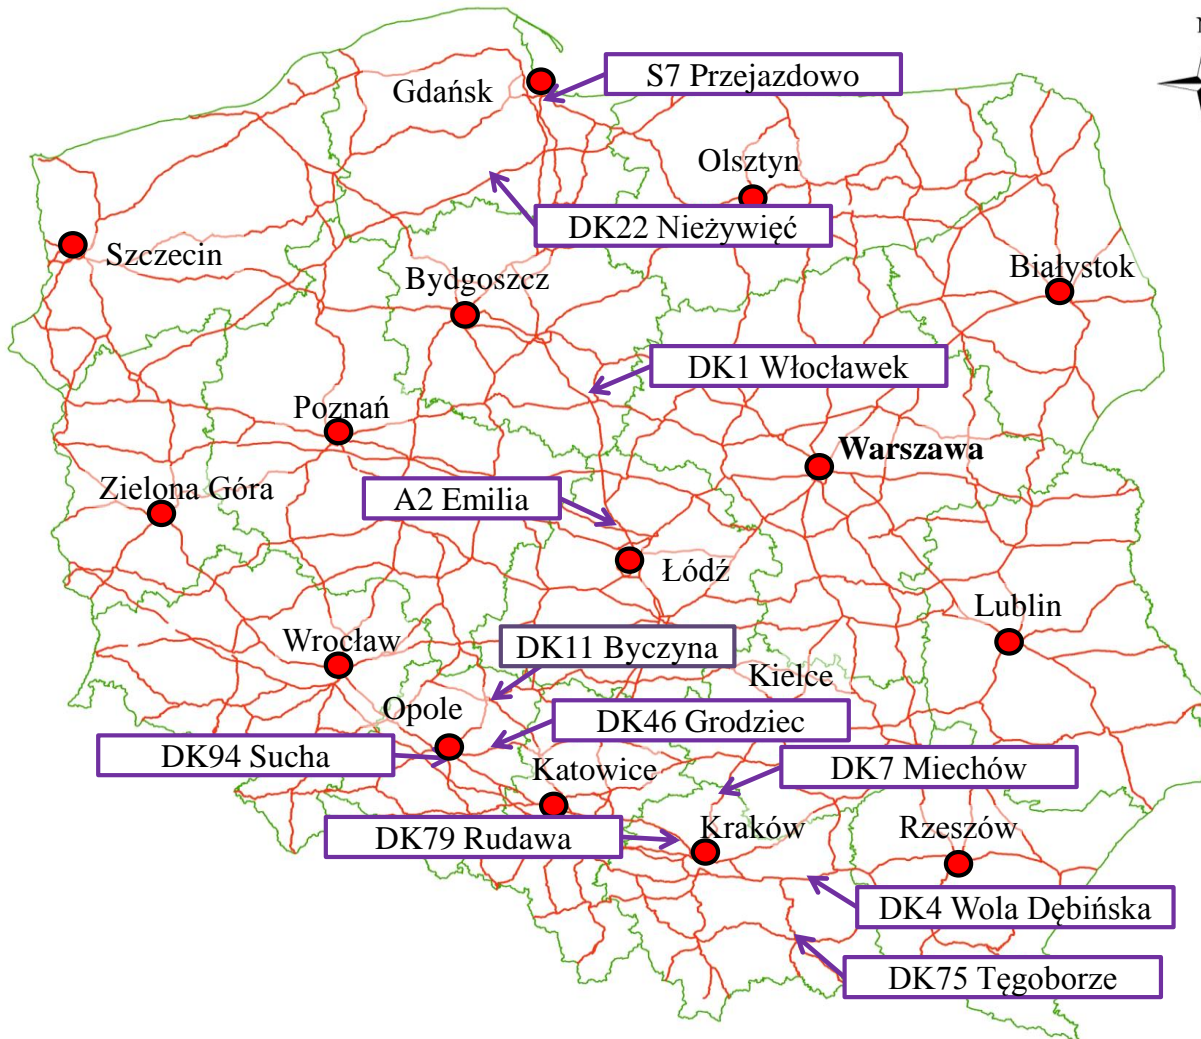 N
S7 Przejazdowo
Gdańsk
Olsztyn
DK22 Nieżywięć
Szczecin
Białystok
Bydgoszcz
DK1 Włocławek
Poznań
Warszawa
Zielona Góra
A2 Emilia
Łódź
Lublin
Wrocław
DK11 Byczyna
Kielce
Opole
DK46 Grodziec
DK94 Sucha
Katowice
DK7 Miechów
DK79 Rudawa
Kraków
Rzeszów
DK4 Wola Dębińska
DK75 Tęgoborze